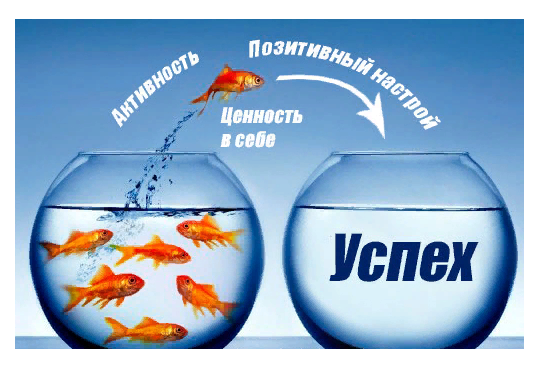 Активность
Позитивный настрой
Ценность
в себе
Успех